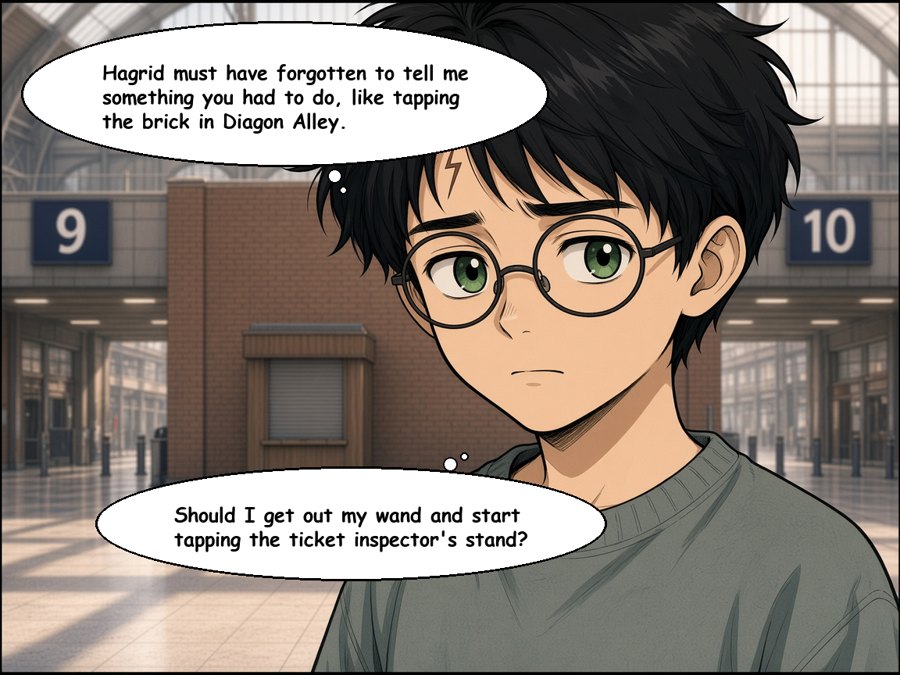 Hagrid must have forgotten to tell me
something you had to do, like tapping
the brick in Diagon Alley.
9
10
Should I get out my wand and start
tapping the ticket inspector's stand?